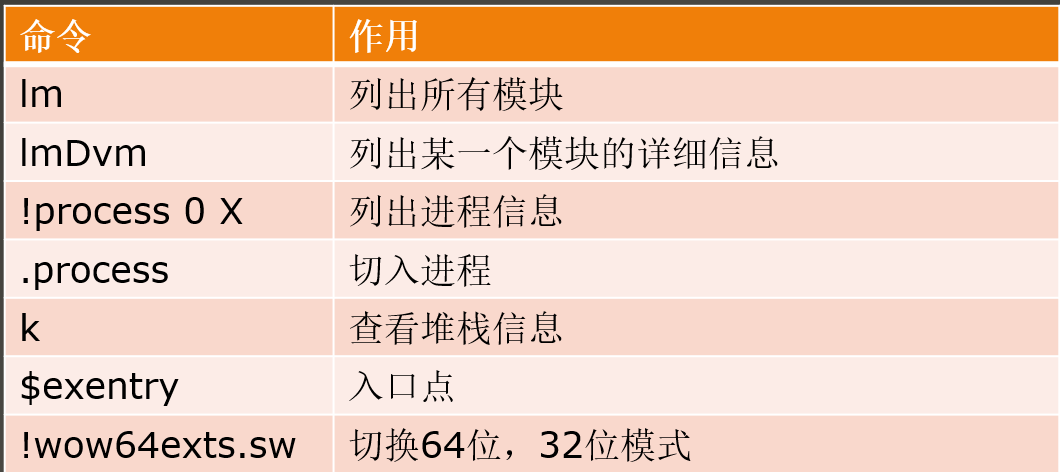 命令 作用
lm 列出所有模块
lmDvm 列出某一个模块的详细信息
!process 0 X 列出进程信息
.process 切入进程
k 查看堆栈信息
$exentry 入口点
!wow64exts.sw 切换64位，32位模式